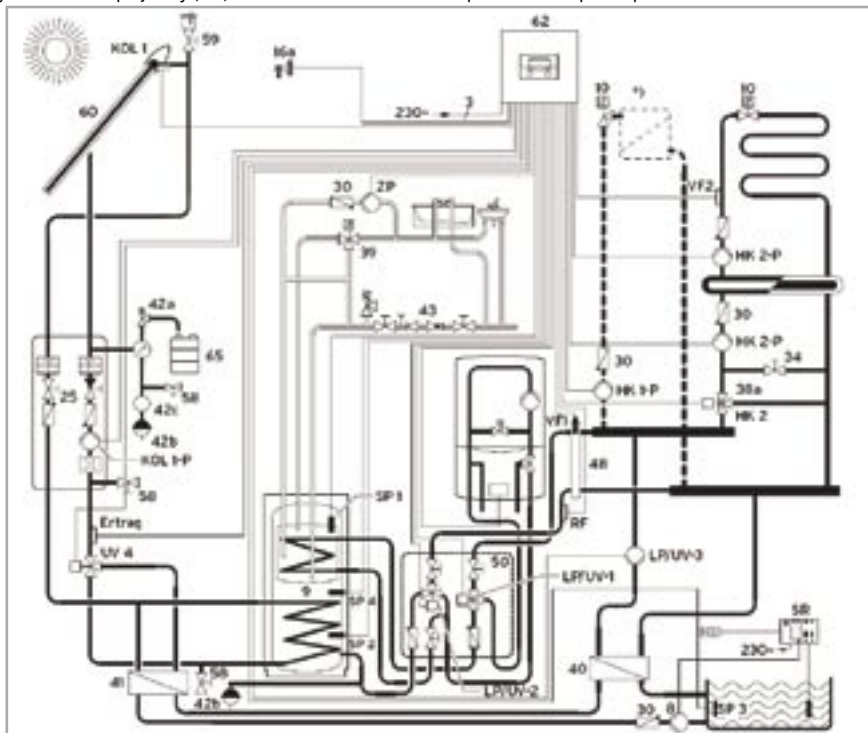 62
59
KOL 1
16a
3
230~
10
*)
10
60
30
ZP
VF2
39
HK 2-P
42a
43
30
30
HK 2-P
65
34
25
58
42c
HK 1-P
38a
HK 2
42b
VF1
KOL 1-P
48
58
SP 1
RF
Ertrag
50
LP/UV-3
UV 4
9
LP/UV-1
SP 4
SR
SP 2
230~
58
40
41
42b
LP/UV-2
30
8
SP 3